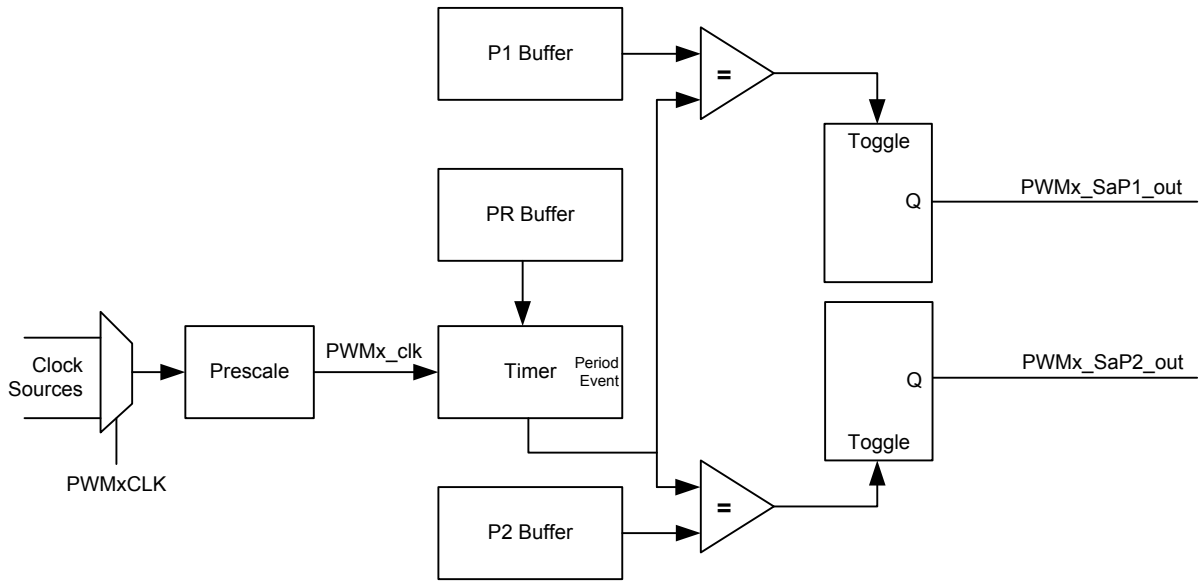 P1 Buffer
=
Toggle
Q
PWMx_SaP1_out
PR Buffer
Clock
Sources
PWMxCLK
Prescale
PWMx_clk
Timer
Period
Event
PWMx_SaP2_out
Q
Toggle
P2 Buffer
=